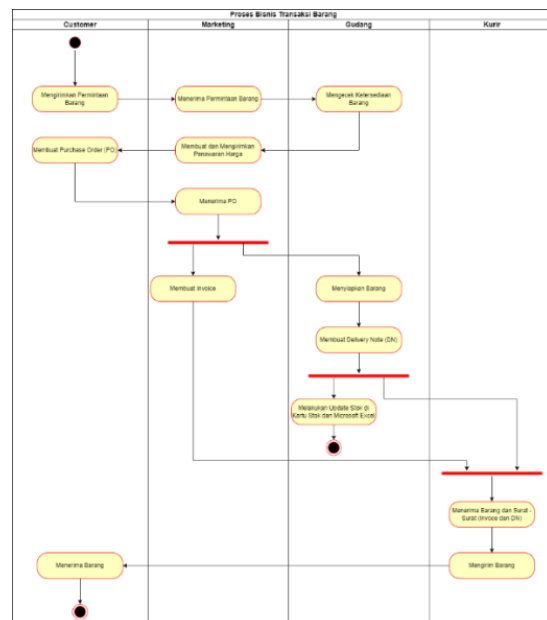 Proses Bisnis Transaksi Barang
Customer
Marketing
Gudang
Kurir
Mengirimkan Permintaan
Barang
Menerima Permintaan Barang
Mengecek Ketersediaan
Barang
Membuat Purchase Order (PO)
Membuat dan Mengirimkan
Penawaran Harga
Menerima PO
Membuat Invoice
Menyiapkan Barang
Membuat Delivery Note (DN)
Melakukan Update Stok di
Kartu Stok dan Microsoft Excel
Menerima Barang dan Surat -
Surat (Invoice dan DN)
Menerima Barang
Mengirim Barang